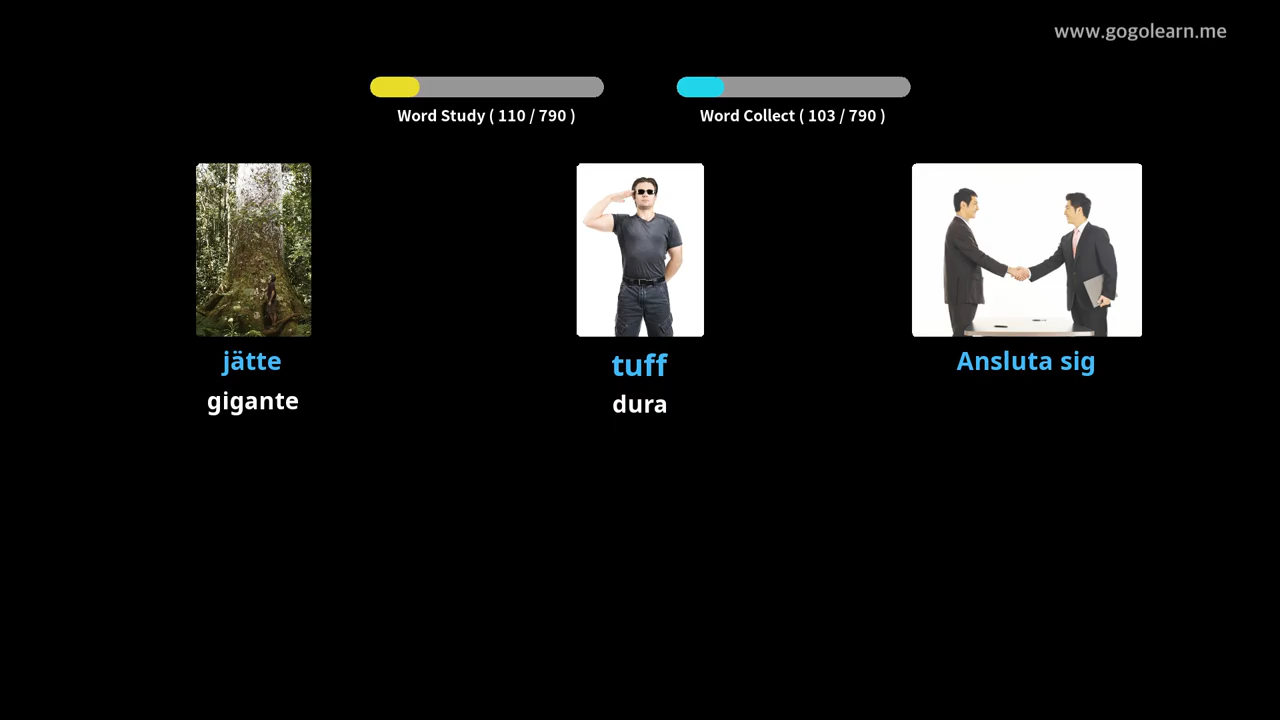 www.gogolearn.me
Word Study ( 110 / 790 )
Word Collect ( 103 / 790 )
jätte
gigante
tuff
dura
Ansluta sig